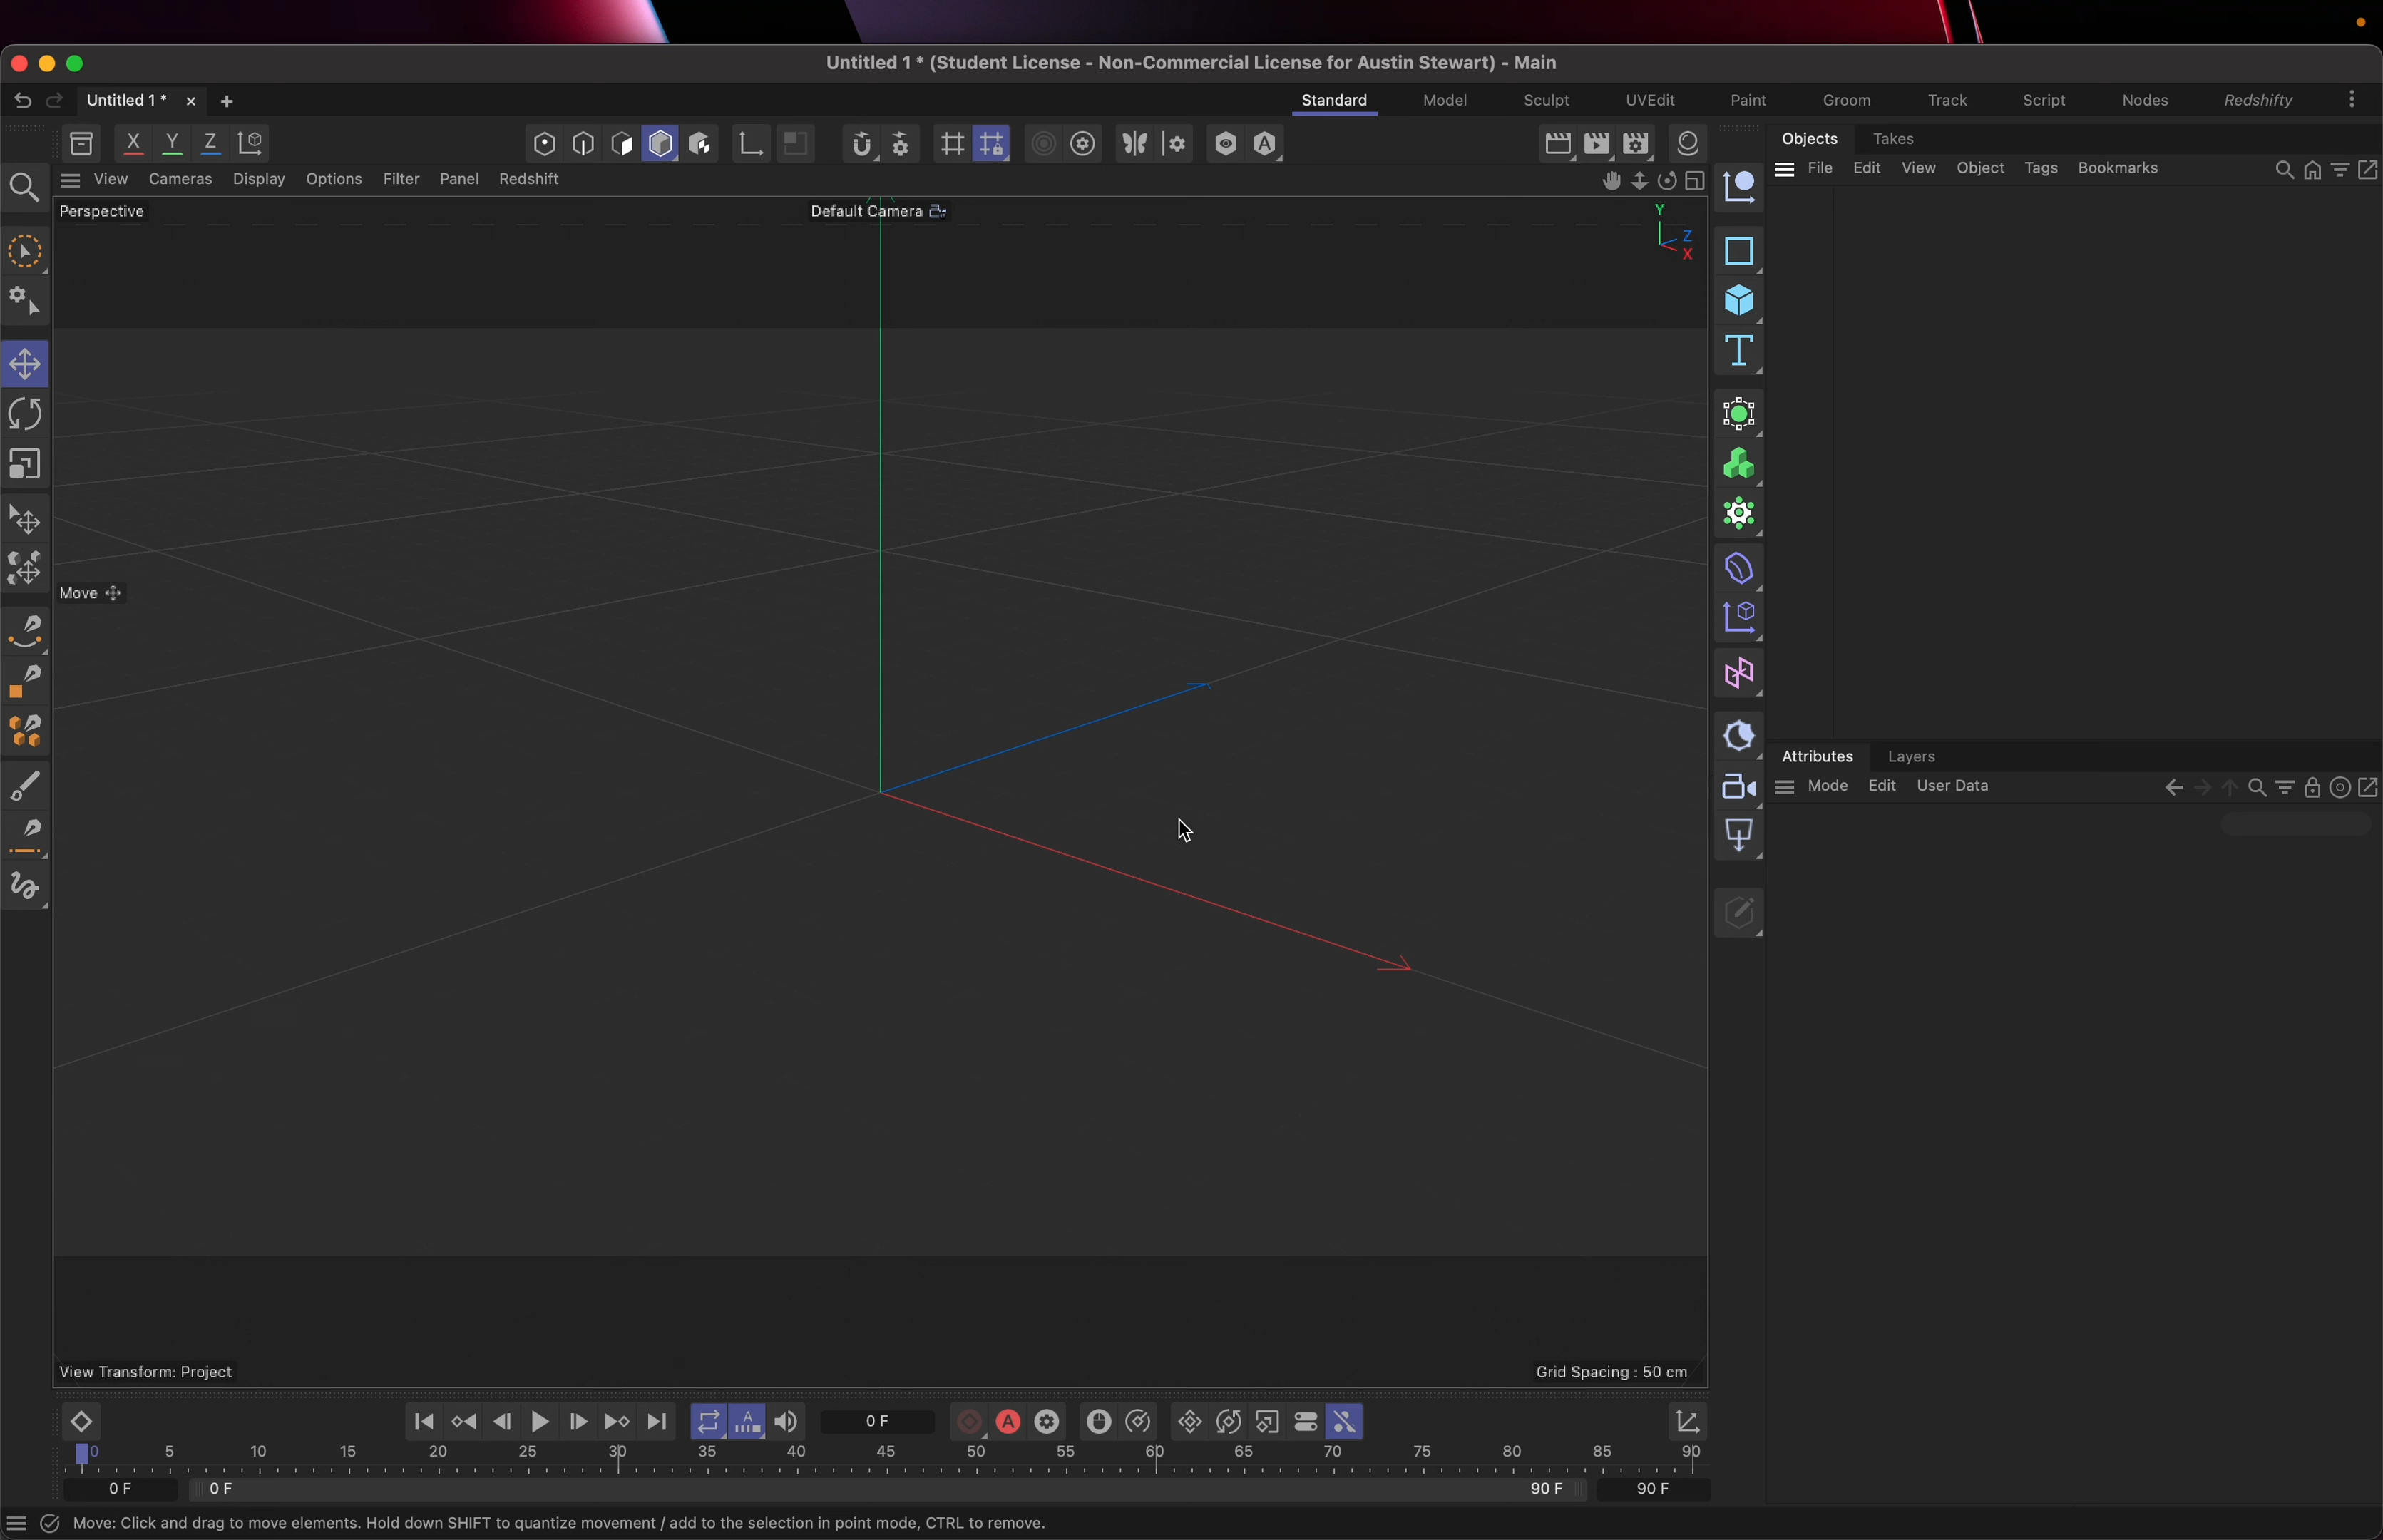 Untitled 1 * (Student License - Non-Commercial License for Austin Stewart) - Main
Untitled 1 *
Standard Model Sculpt UVEdit Paint Groom Track Script Nodes Redshifty
X Y Z A
Objects Takes
File Edit View Object Tags Bookmarks
View Cameras Display Options Filter Panel Redshift
Perspective
Default Camera
Y
Z
X
Move
Attributes Layers
Mode Edit User Data
View Transform: Project
Grid Spacing : 50 cm
A 0 F A
0 5 10 15 20 25 30 35 40 45 50 55 60 65 70 75 80 85 90
0 F 0 F 90 F 90 F
Move: Click and drag to move elements. Hold down SHIFT to quantize movement / add to the selection in point mode, CTRL to remove.